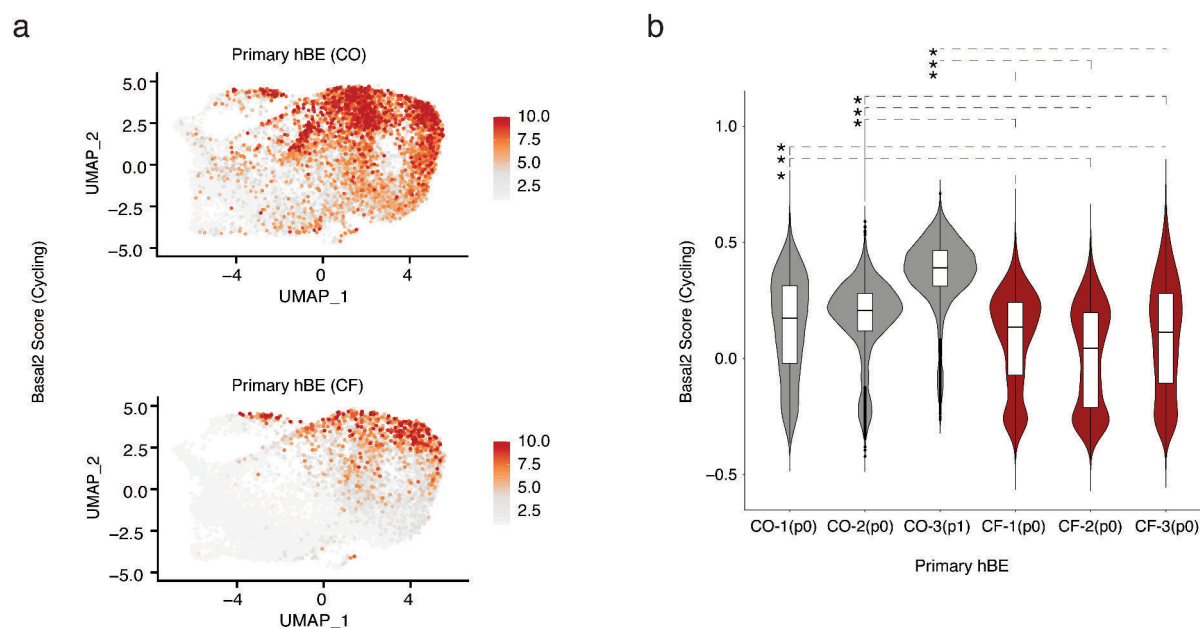 a
Primary hBE (CO)
5.0
2.5
0.0
−2.5
−5.0
UMAP_2
−4 0 4
UMAP_1
10.0
7.5
5.0
2.5
Basal2 Score (Cycling)
Primary hBE (CF)
5.0
2.5
0.0
−2.5
−5.0
UMAP_2
−4 0 4
UMAP_1
10.0
7.5
5.0
2.5
b
* * *
* * *
* * *
1.0
0.5
0.0
−0.5
Basal2 Score (Cycling)
CO-1(p0) CO-2(p0) CO-3(p1) CF-1(p0) CF-2(p0) CF-3(p0)
Primary hBE